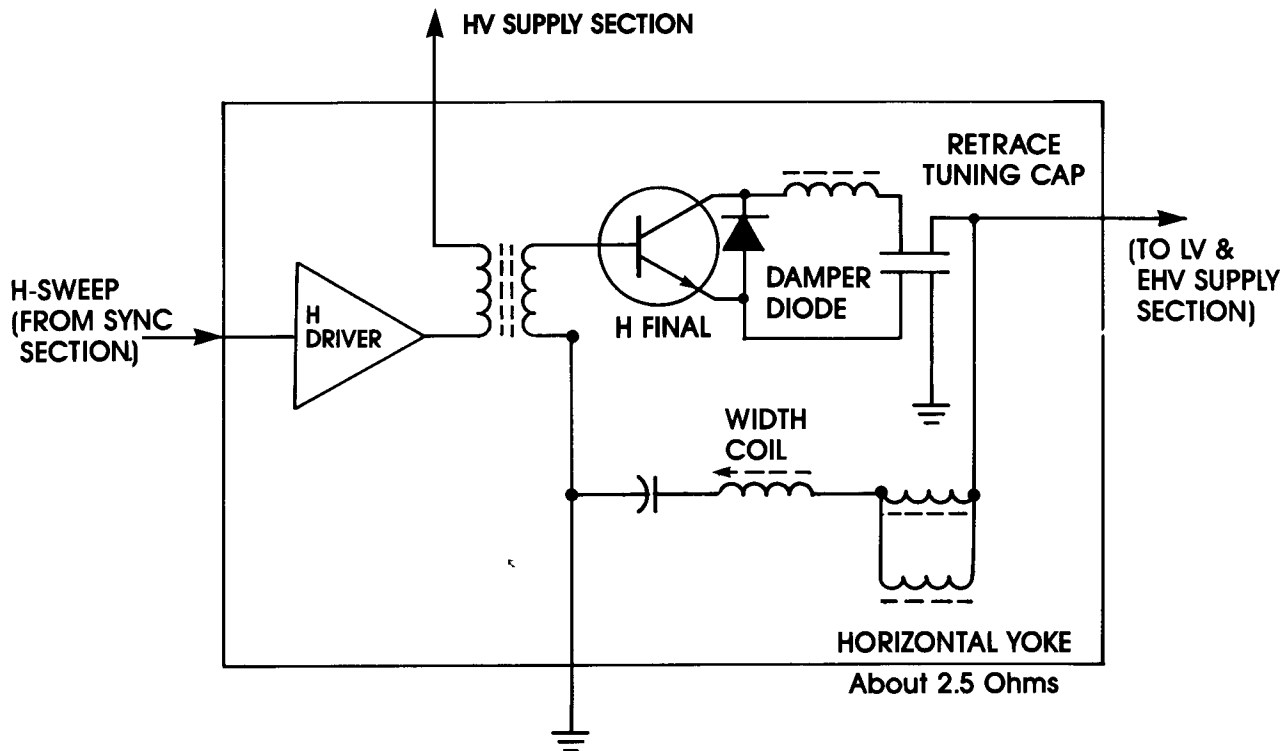 HV SUPPLY SECTION
RETRACE
TUNING CAP
(TO LV &
EHV SUPPLY
SECTION)
H-SWEEP
(FROM SYNC
SECTION)
H
DRIVER
DAMPER
DIODE
H FINAL
WIDTH
COIL
HORIZONTAL YOKE
About 2.5 Ohms